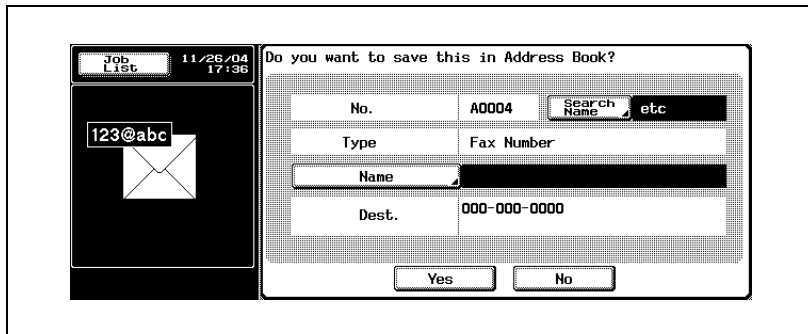 Job List
11/26/04
17:36
Do you want to save this in Address Book?
No.
A0004
Search Name
etc
123@abc
Type
Fax Number
Name
Dest.
000-000-0000
Yes
No